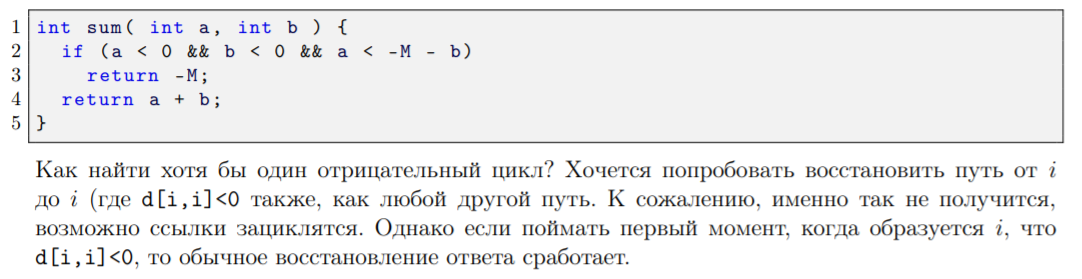 1 int sum( int a, int b ) {
2   if (a < 0 && b < 0 && a < -M - b)
3     return -M;
4   return a + b;
5 }
Как найти хотя бы один отрицательный цикл? Хочется попробовать восстановить путь от i
до i (где d[i,i]<0 также, как любой другой путь. К сожалению, именно так не получится,
возможно ссылки зациклятся. Однако если поймать первый момент, когда образуется i, что
d[i,i]<0, то обычное восстановление ответа сработает.